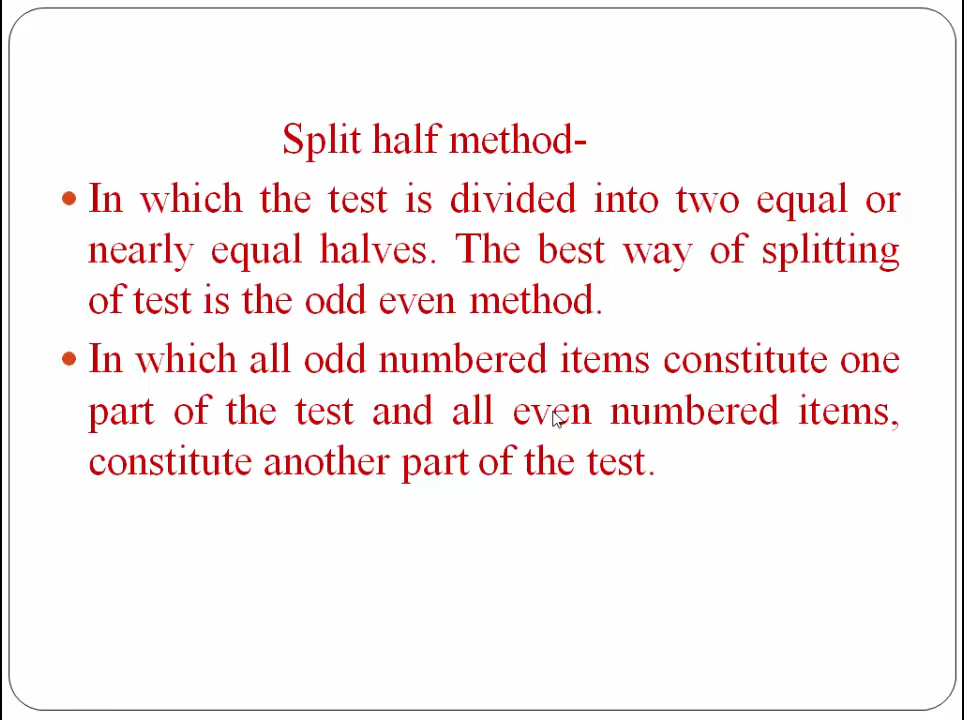 Split half method-
• In which the test is divided into two equal or
nearly equal halves. The best way of splitting
of test is the odd even method.
• In which all odd numbered items constitute one
part of the test and all even numbered items,
constitute another part of the test.